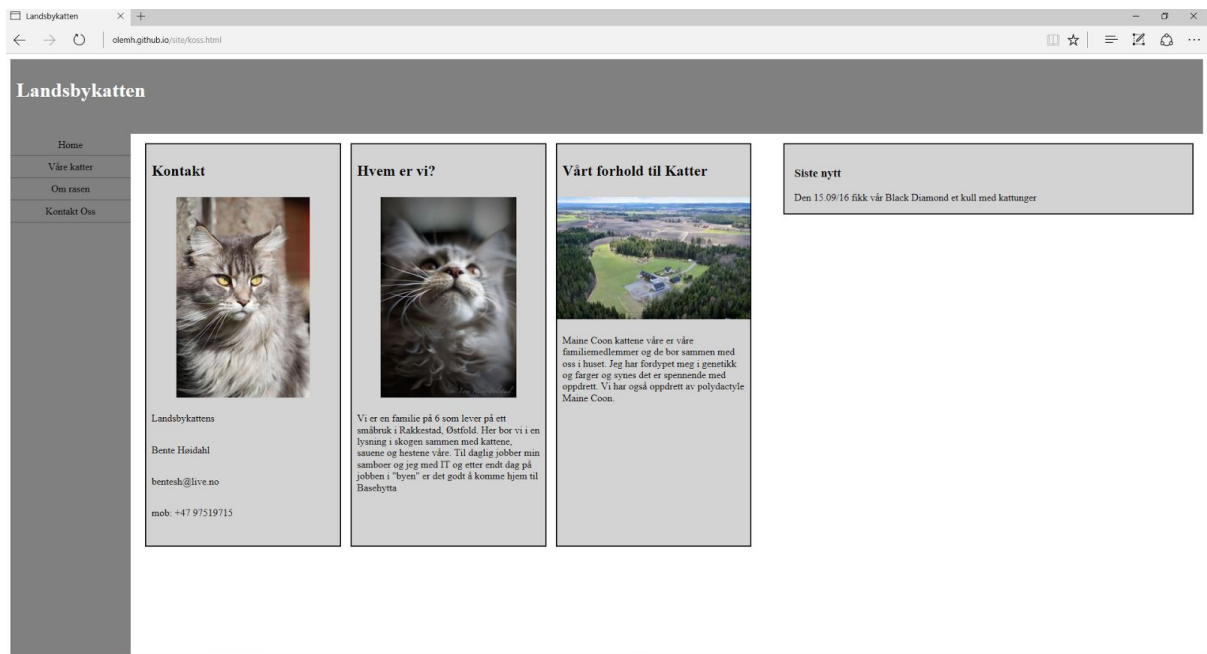 Landsbykatten
olemh.github.io/site/koss.html
Landsbykatten
Home
Våre katter
Om rasen
Kontakt Oss
Kontakt
Landsbykattens
Bente Høidahl
bentesh@live.no
mob: +47 97519715
Hvem er vi?
Vi er en familie på 6 som lever på ett
småbruk i Rakkestad, Østfold. Her bor vi i en
lysning i skogen sammen med kattene,
sauene og hestene våre. Til daglig jobber min
samboer og jeg med IT og etter endt dag på
jobben i "byen" er det godt å komme hjem til
Basehytta
Vårt forhold til Katter
Maine Coon kattene våre er våre
familiemedlemmer og de bor sammen med
oss i huset. Jeg har fordypet meg i genetikk
og farger og synes det er spennende med
oppdrett. Vi har også oppdrett av polydactyle
Maine Coon.
Siste nytt
Den 15.09/16 fikk vår Black Diamond et kull med kattunger